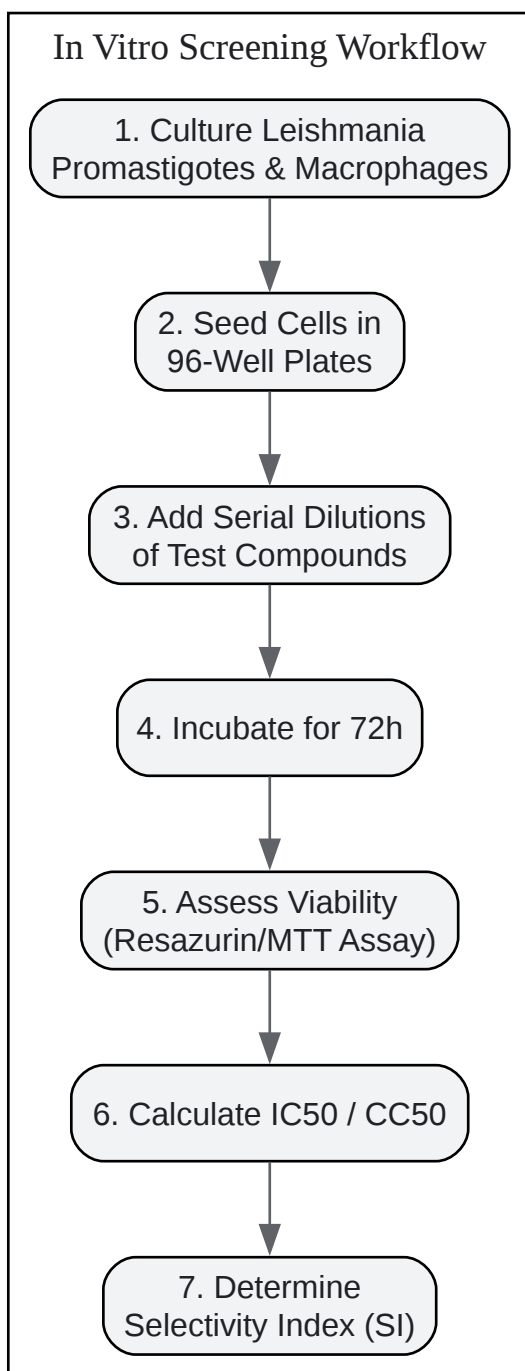 In Vitro Screening Workflow
1. Culture Leishmania
Promastigotes & Macrophages
2. Seed Cells in
96-Well Plates
3. Add Serial Dilutions
of Test Compounds
4. Incubate for 72h
5. Assess Viability
(Resazurin/MTT Assay)
6. Calculate IC50 / CC50
7. Determine
Selectivity Index (SI)